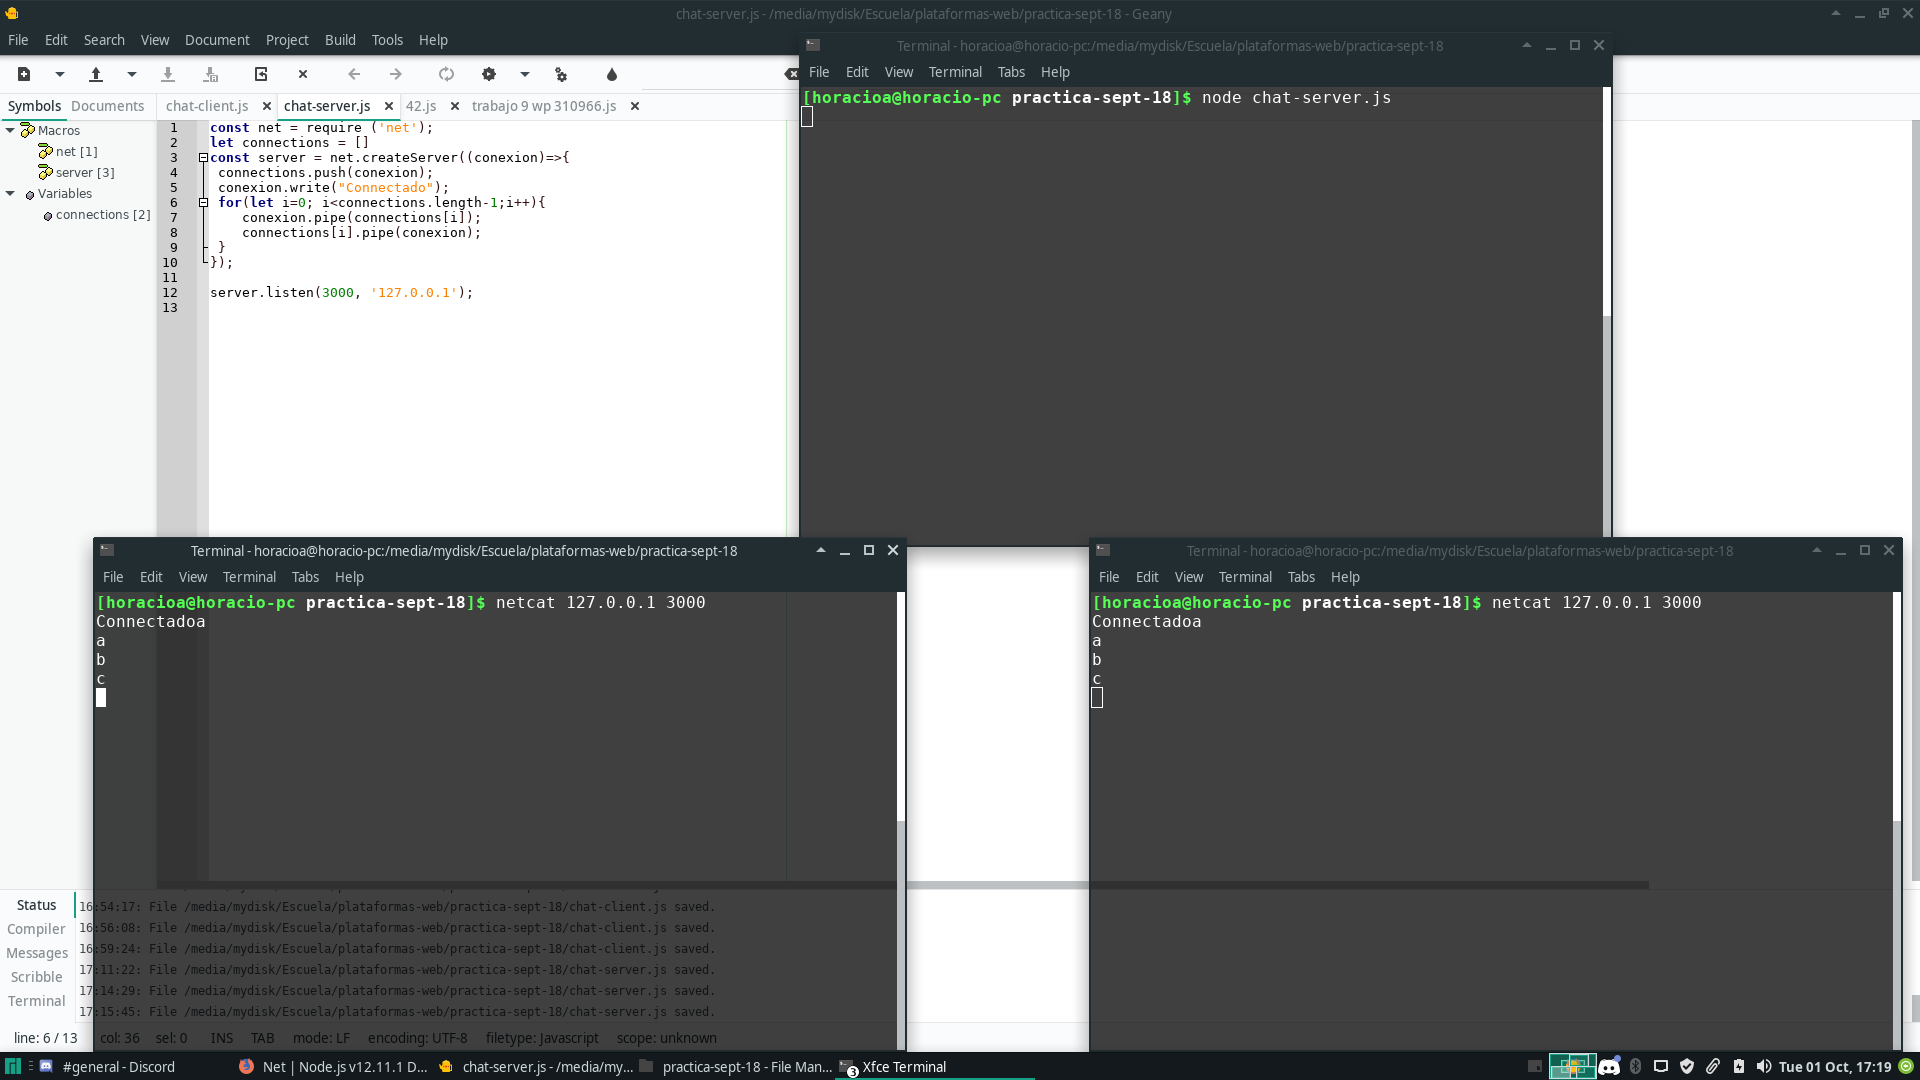 chat-server.js - /media/mydisk/Escuela/plataformas-web/practica-sept-18 - Geany
File Edit Search View Document Project Build Tools Help
Symbols Documents chat-client.js chat-server.js 42.js trabajo 9 wp 310966.js
Macros
net [1]
server [3]
Variables
connections [2]
1 const net = require ('net');
2 let connections = []
3 const server = net.createServer((conexion)=>{
4 connections.push(conexion);
5 conexion.write("Connectado");
6 for(let i=0; i<connections.length-1;i++){
7 conexion.pipe(connections[i]);
8 connections[i].pipe(conexion);
9 }
10 });
11
12 server.listen(3000, '127.0.0.1');
13
Terminal - horacioa@horacio-pc:/media/mydisk/Escuela/plataformas-web/practica-sept-18
File Edit View Terminal Tabs Help
[horacioa@horacio-pc practica-sept-18]$ node chat-server.js
Terminal - horacioa@horacio-pc:/media/mydisk/Escuela/plataformas-web/practica-sept-18
File Edit View Terminal Tabs Help
[horacioa@horacio-pc practica-sept-18]$ netcat 127.0.0.1 3000
Connectadoa
a
b
c
Terminal - horacioa@horacio-pc:/media/mydisk/Escuela/plataformas-web/practica-sept-18
File Edit View Terminal Tabs Help
[horacioa@horacio-pc practica-sept-18]$ netcat 127.0.0.1 3000
Connectadoa
a
b
c
Status
Compiler
Messages
Scribble
Terminal
16:54:17: File /media/mydisk/Escuela/plataformas-web/practica-sept-18/chat-client.js saved.
16:56:08: File /media/mydisk/Escuela/plataformas-web/practica-sept-18/chat-client.js saved.
16:59:24: File /media/mydisk/Escuela/plataformas-web/practica-sept-18/chat-client.js saved.
17:11:22: File /media/mydisk/Escuela/plataformas-web/practica-sept-18/chat-server.js saved.
17:14:29: File /media/mydisk/Escuela/plataformas-web/practica-sept-18/chat-server.js saved.
17:15:45: File /media/mydisk/Escuela/plataformas-web/practica-sept-18/chat-server.js saved.
line: 6 / 13 col: 36 sel: 0 INS TAB mode: LF encoding: UTF-8 filetype: Javascript scope: unknown
#general - Discord Net | Node.js v12.11.1 D... chat-server.js - /media/my... practica-sept-18 - File Man... 3 Xfce Terminal Tue 01 Oct, 17:19